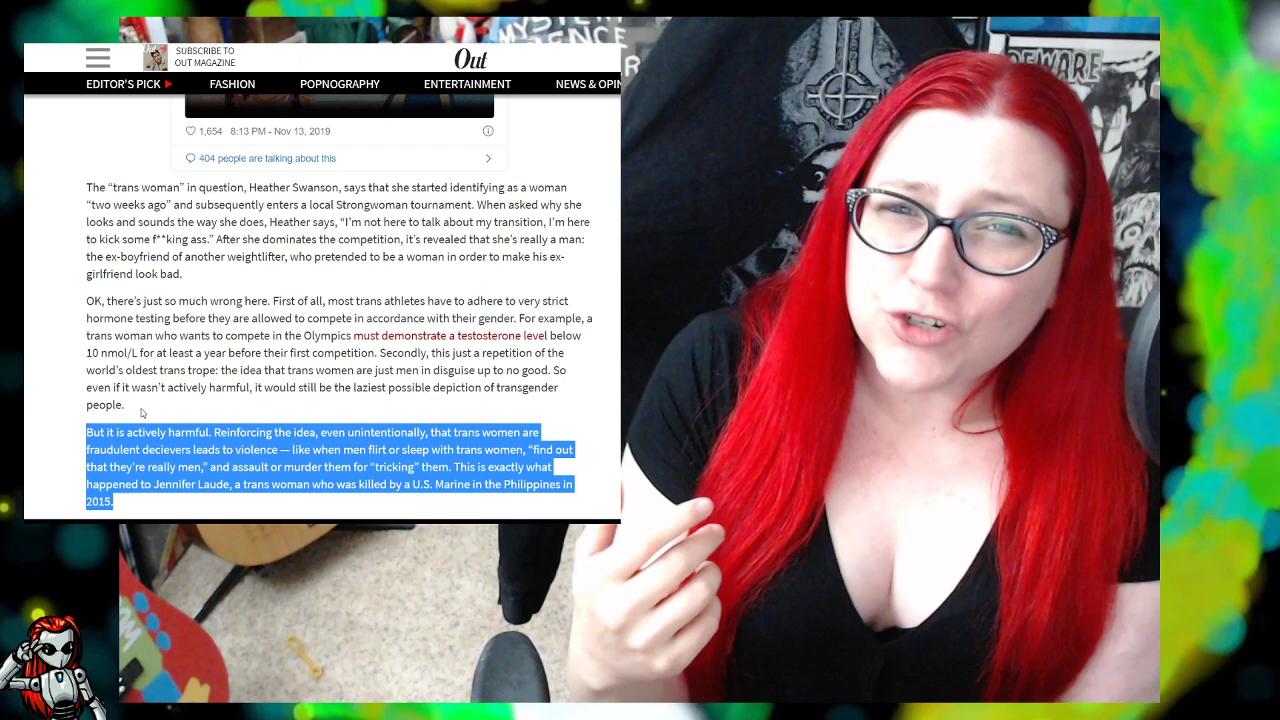 MYSTERY
SCIENCE
BEWARE
SUBSCRIBE TO
OUT MAGAZINE
Out
EDITOR'S PICK
FASHION
POPNOGRAPHY
ENTERTAINMENT
NEWS & OPIN
1,654 8:13 PM - Nov 13, 2019
404 people are talking about this
The “trans woman” in question, Heather Swanson, says that she started identifying as a woman
“two weeks ago” and subsequently enters a local Strongwoman tournament. When asked why she
looks and sounds the way she does, Heather says, “I’m not here to talk about my transition, I’m here
to kick some f**king ass.” After she dominates the competition, it’s revealed that she’s really a man:
the ex-boyfriend of another weightlifter, who pretended to be a woman in order to make his ex-
girlfriend look bad.
OK, there’s just so much wrong here. First of all, most trans athletes have to adhere to very strict
hormone testing before they are allowed to compete in accordance with their gender. For example, a
trans woman who wants to compete in the Olympics must demonstrate a testosterone level below
10 nmol/L for at least a year before their first competition. Secondly, this just a repetition of the
world’s oldest trans trope: the idea that trans women are just men in disguise up to no good. So
even if it wasn’t actively harmful, it would still be the laziest possible depiction of transgender
people.
But it is actively harmful. Reinforcing the idea, even unintentionally, that trans women are
fraudulent decievers leads to violence — like when men flirt or sleep with trans women, “find out
that they’re really men,” and assault or murder them for “tricking” them. This is exactly what
happened to Jennifer Laude, a trans woman who was killed by a U.S. Marine in the Philippines in
2015.